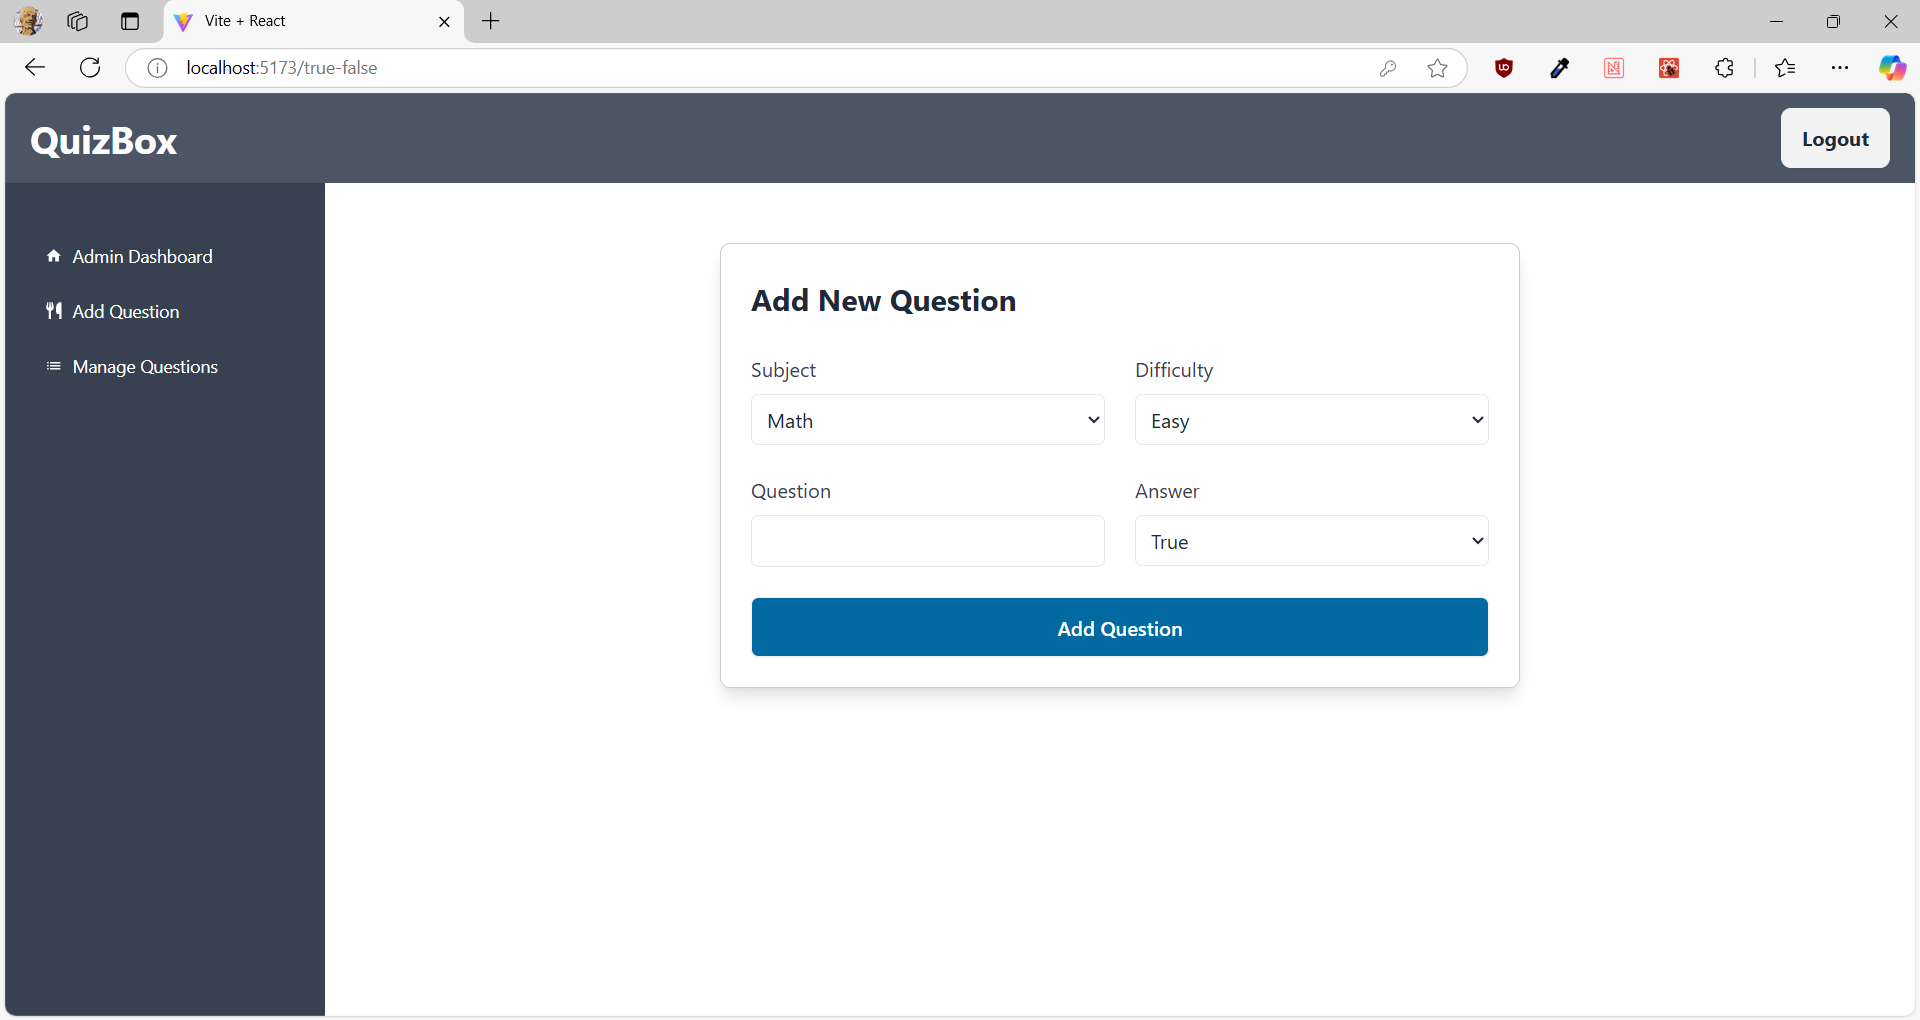 Vite + React
localhost:5173/true-false
QuizBox
Logout
Admin Dashboard
Add Question
Manage Questions
Add New Question
Subject
Difficulty
Math
Easy
Question
Answer
True
Add Question